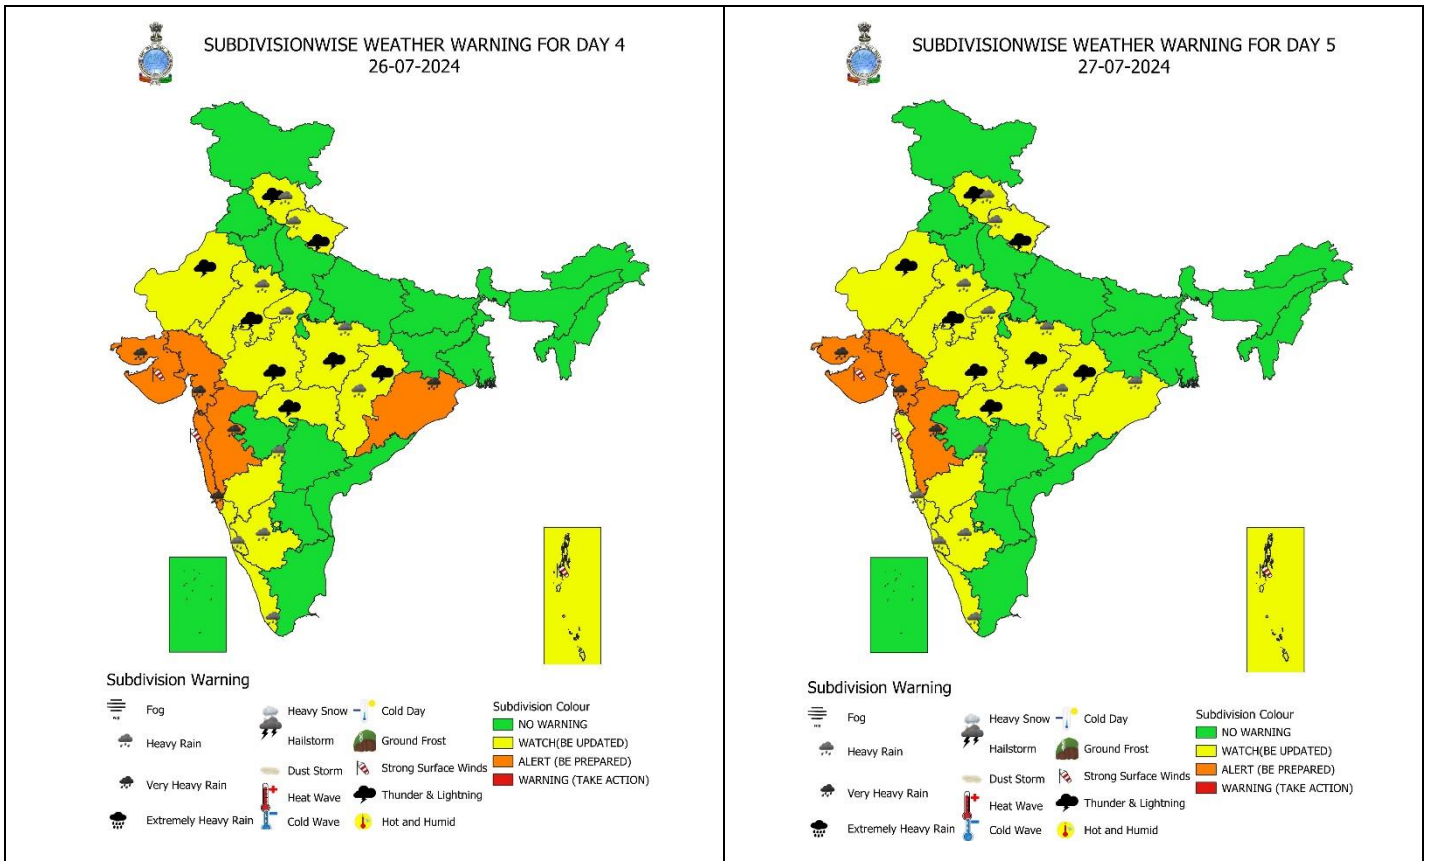 SUBDIVISIONWISE WEATHER WARNING FOR DAY 4
26-07-2024
Subdivision Warning
Fog
Heavy Rain
Very Heavy Rain
Extremely Heavy Rain
Heavy Snow
Hailstorm
Dust Storm
Heat Wave
Cold Wave
Cold Day
Ground Frost
Strong Surface Winds
Thunder & Lightning
Hot and Humid
Subdivision Colour
NO WARNING
WATCH(BE UPDATED)
ALERT (BE PREPARED)
WARNING (TAKE ACTION)
SUBDIVISIONWISE WEATHER WARNING FOR DAY 5
27-07-2024
Subdivision Warning
Fog
Heavy Rain
Very Heavy Rain
Extremely Heavy Rain
Heavy Snow
Hailstorm
Dust Storm
Heat Wave
Cold Wave
Cold Day
Ground Frost
Strong Surface Winds
Thunder & Lightning
Hot and Humid
Subdivision Colour
NO WARNING
WATCH(BE UPDATED)
ALERT (BE PREPARED)
WARNING (TAKE ACTION)